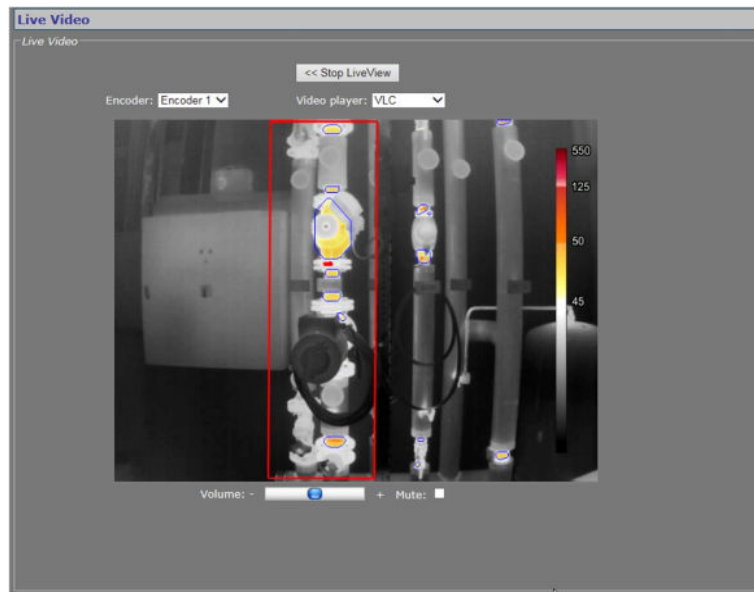 Live Video
Live Video
<< Stop LiveView
Encoder: Encoder 1
Video player: VLC
550
125
50
45
Volume: - + Mute: